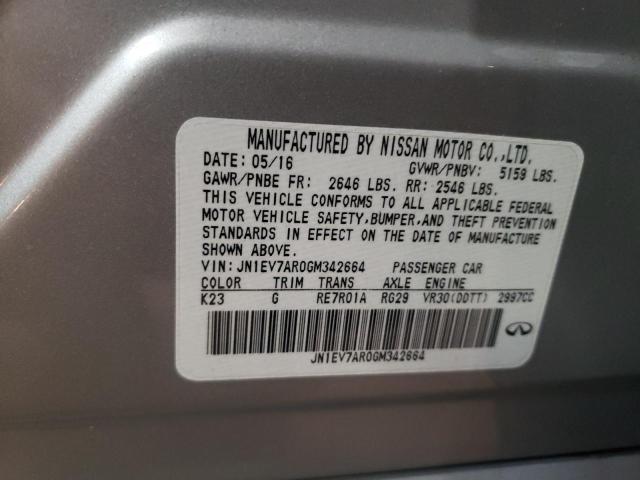 MANUFACTURED BY NISSAN MOTOR CO.,LTD.
DATE: 05/16 GVWR/PNBV: 5159 LBS.
GAWR/PNBE FR: 2646 LBS. RR: 2546 LBS.
THIS VEHICLE CONFORMS TO ALL APPLICABLE FEDERAL
MOTOR VEHICLE SAFETY,BUMPER,AND THEFT PREVENTION
STANDARDS IN EFFECT ON THE DATE OF MANUFACTURE
SHOWN ABOVE.
VIN: JN1EV7AR0GM342664 PASSENGER CAR
COLOR TRIM TRANS AXLE ENGINE
K23 G RE7R01A RG29 VR30(DDTT) 2997CC
JN1EV7AR0GM342664